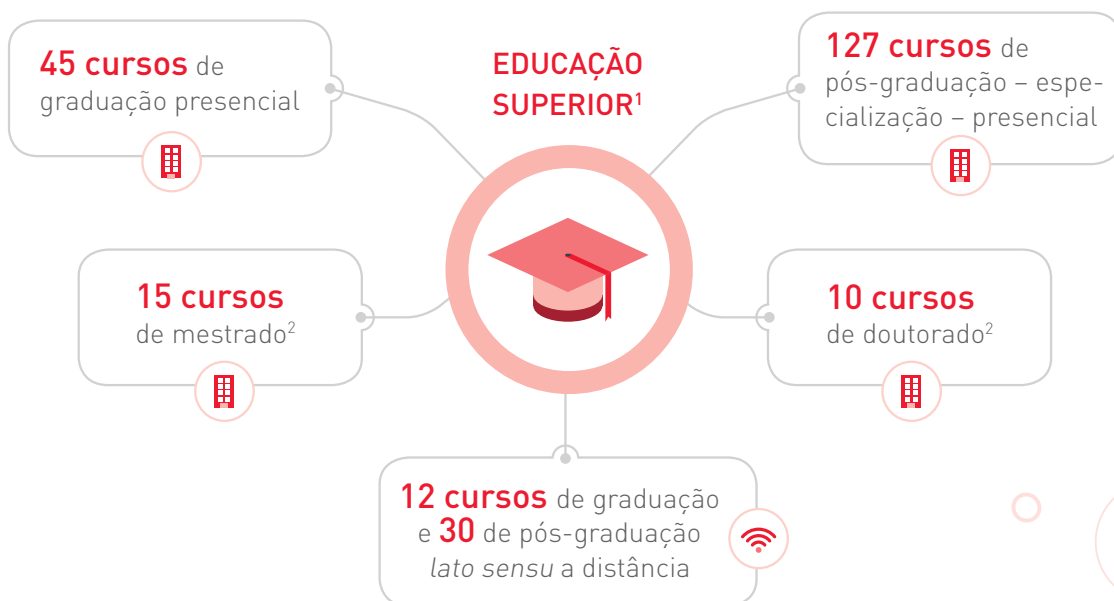 EDUCAÇÃO
SUPERIOR¹
45 cursos de
graduação presencial
127 cursos de
pós-graduação – espe-
cialização – presencial
15 cursos
de mestrado²
10 cursos
de doutorado²
12 cursos de graduação
e 30 de pós-graduação
lato sensu a distância